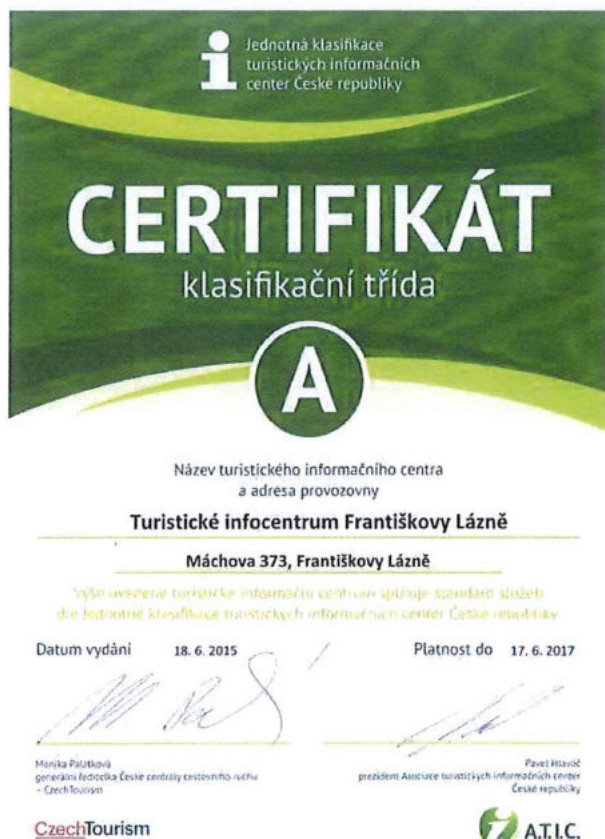 Jednotná klasifikace
turistických informačních
center České republiky
CERTIFIKÁT
klasifikační třída
A
Název turistického informačního centra
a adresa provozovny
Turistické infocentrum Františkovy Lázně
Máchova 373, Františkovy Lázně
Výše uvedené turistické informační centrum splňuje standard služeb
dle Jednotné klasifikace turistických informačních center České republiky
Datum vydání 18. 6. 2015 Platnost do 17. 6. 2017
Monika Palatková
generální ředitelka České centrály cestovního ruchu
– CzechTourism
Pavel Hlaváč
prezident Asociace turistických informačních center
České republiky
CzechTourism
A.T.I.C.